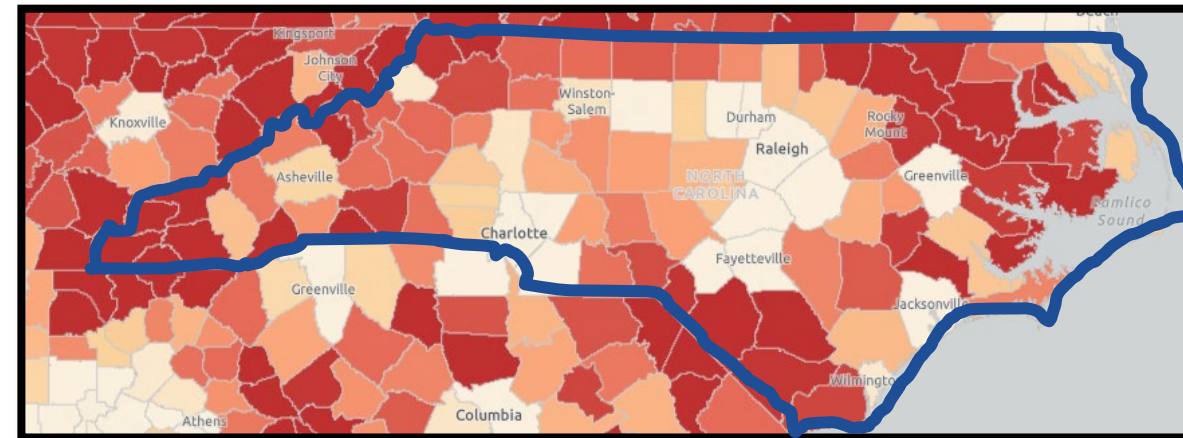 Beach
Kingsport
Johnson
City
Knoxville
Winston-
Salem
Durham
Rocky
Mount
Raleigh
Asheville
NORTH
CAROLINA
Greenville
Pamlico
Sound
Charlotte
Fayetteville
Greenville
Jacksonville
Wilmingto
Athens
Columbia